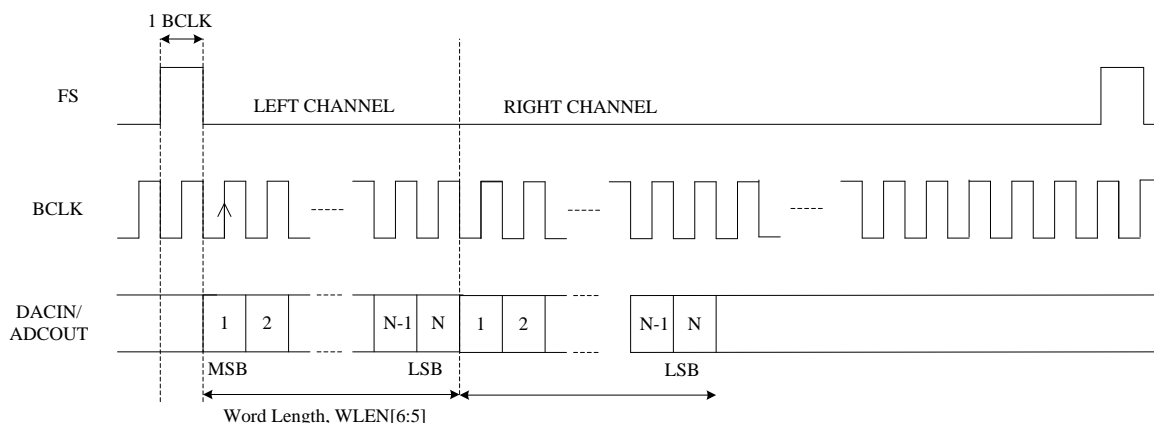 1 BCLK
FS
LEFT CHANNEL
RIGHT CHANNEL
BCLK
DACIN/
ADCOUT
1
2
N-1
N
1
2
N-1
N
MSB
LSB
LSB
Word Length, WLEN[6:5]